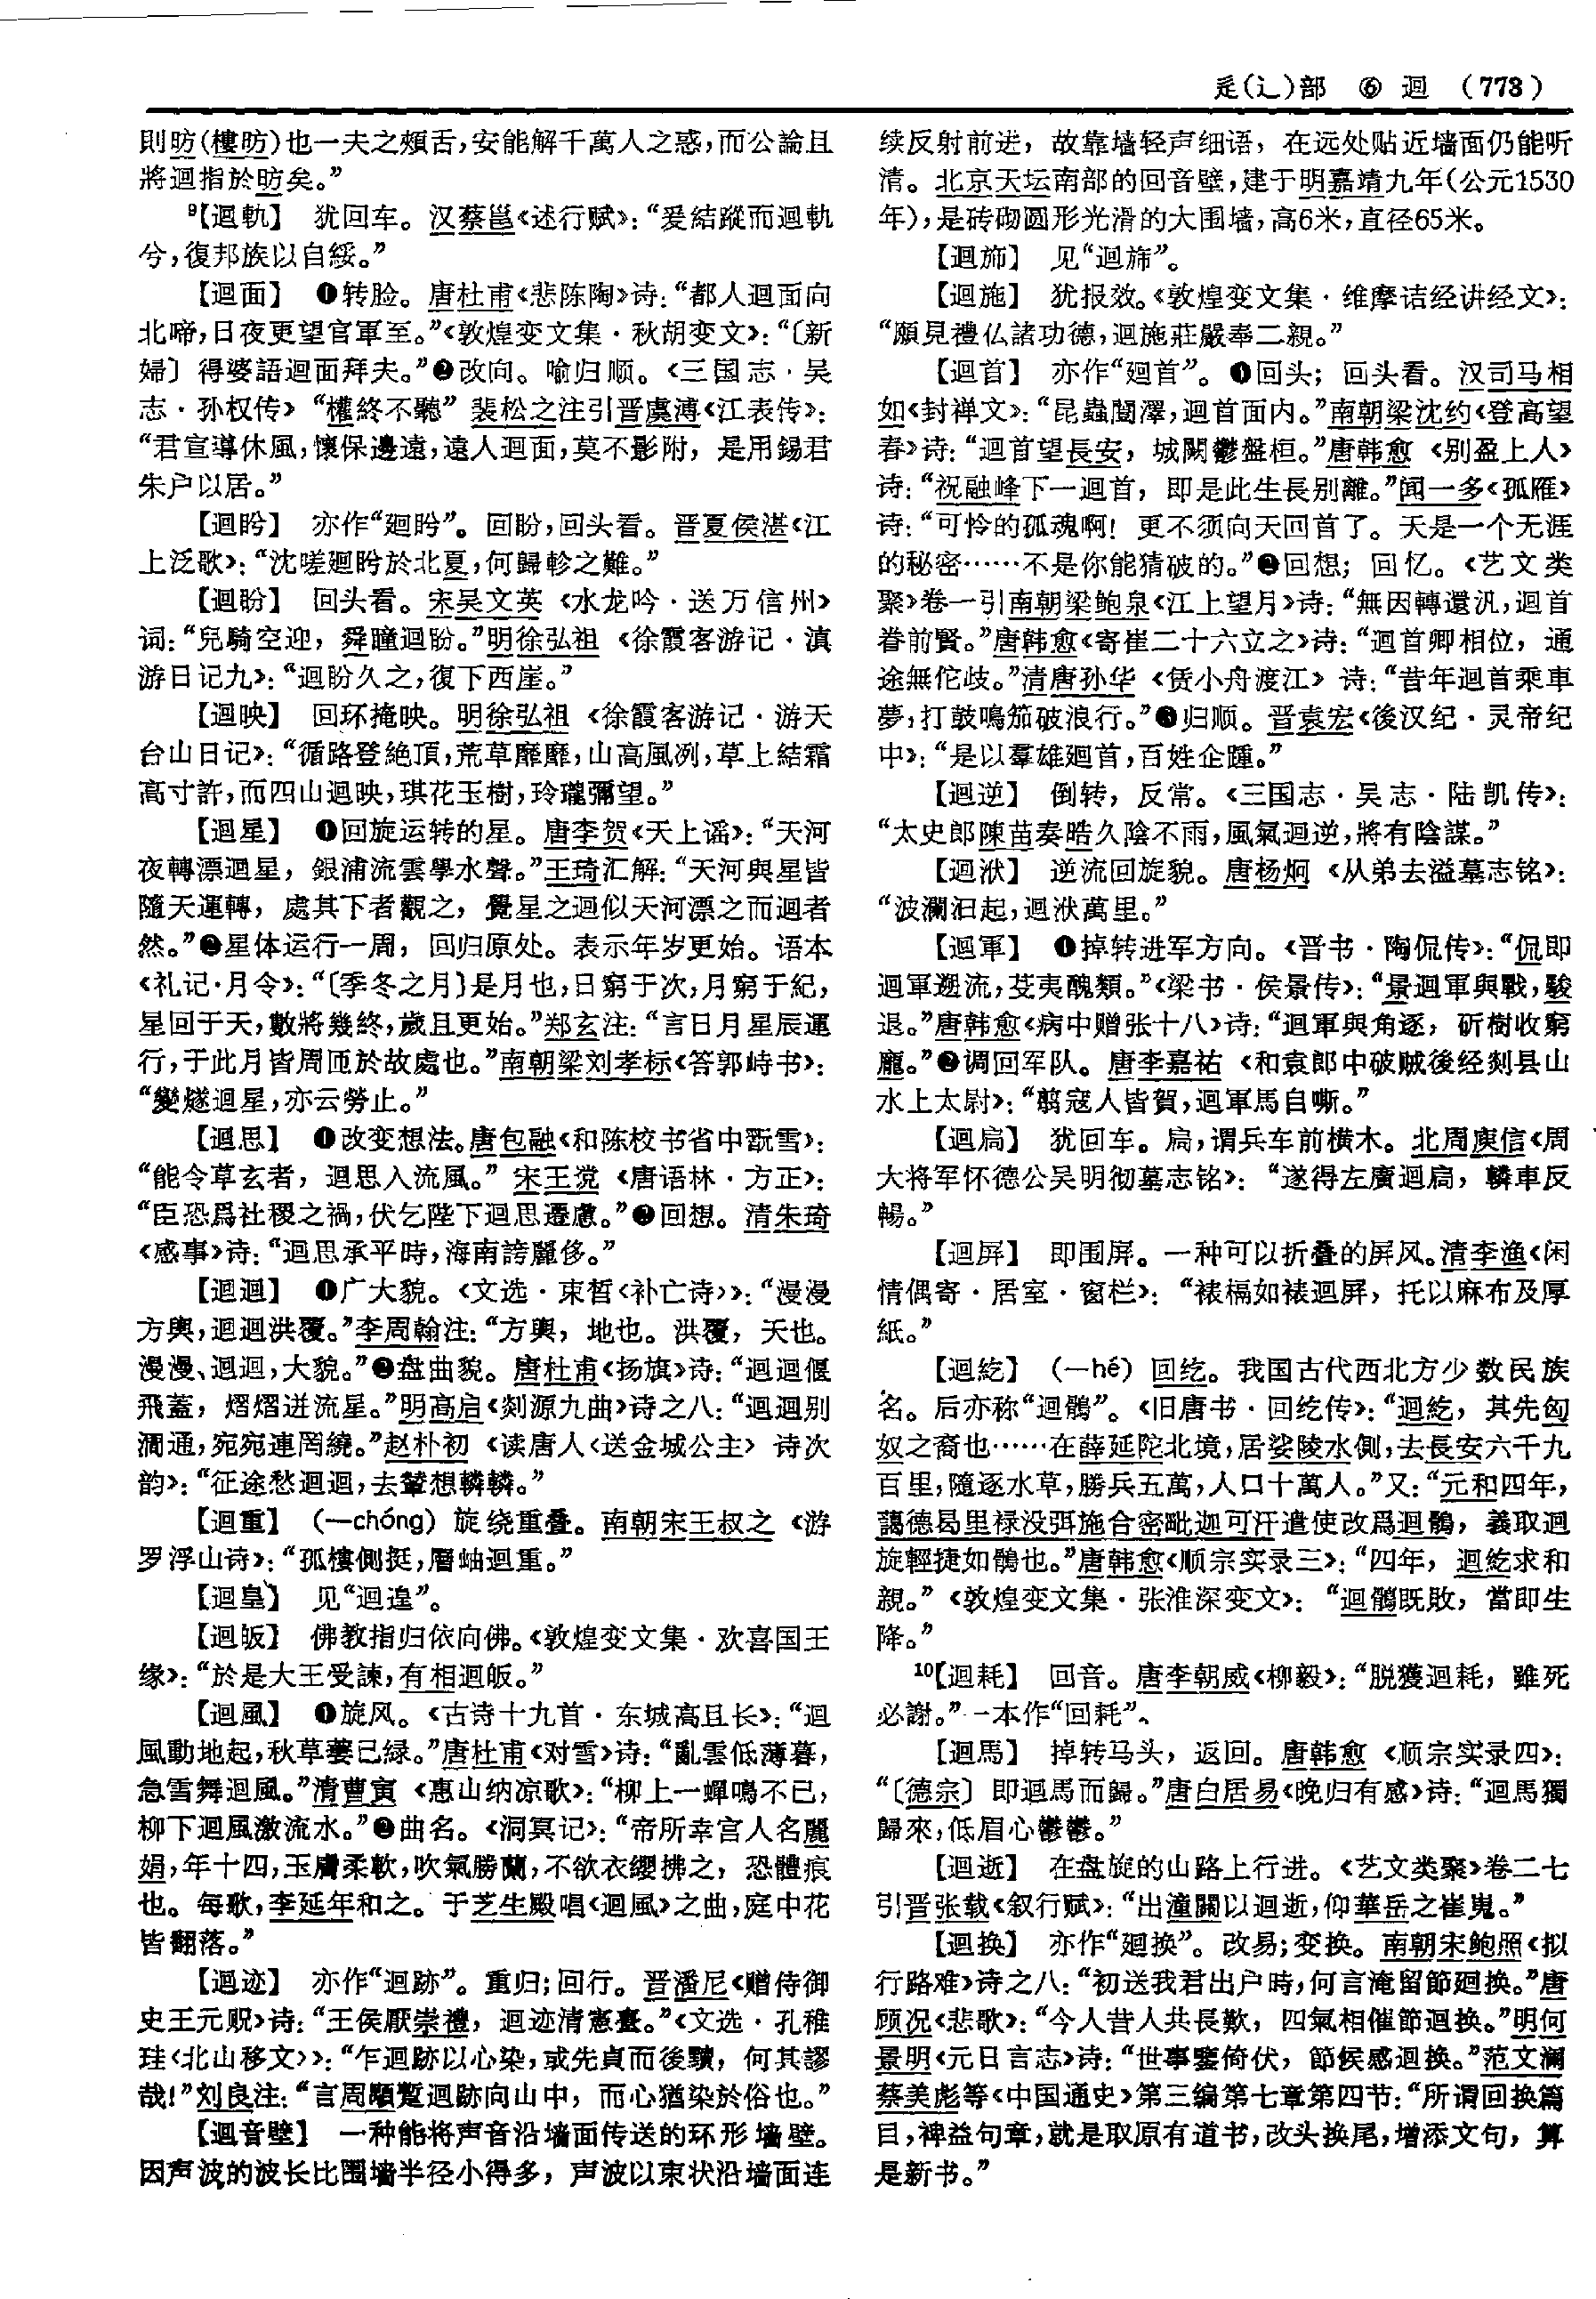 辵(辶)部 ⑥ 迴 (773)
則昉(樓昉)也一夫之頰舌,安能解千萬人之惑,而公論且
將迴指於昉矣。”
⁹【迴軌】 犹回车。汉蔡邕《述行赋》:“爰結蹤而迴軌
兮,復邦族以自綏。”
【迴面】 ❶转脸。唐杜甫《悲陈陶》诗:“都人迴面向
北啼,日夜更望官軍至。”《敦煌变文集·秋胡变文》:“〔新
婦〕得婆語迴面拜夫。”❷改向。喻归顺。《三国志·吴
志·孙权传》“權終不聽”裴松之注引晋虞溥《江表传》:
“君宣導休風,懷保邊遠,遠人迴面,莫不影附,是用錫君
朱户以居。”
【迴盻】 亦作“廻盻”。回盼,回头看。晋夏侯湛《江
上泛歌》:“沈嗟廻盻於北夏,何歸軫之難。”
【迴盼】 回头看。宋吴文英《水龙吟·送万信州》
词:“兒騎空迎,舜瞳迴盼。”明徐弘祖《徐霞客游记·滇
游日记九》:“迴盼久之,復下西崖。”
【迴映】 回环掩映。明徐弘祖《徐霞客游记·游天
台山日记》:“循路登絶頂,荒草靡靡,山高風冽,草上結霜
高寸許,而四山迴映,琪花玉樹,玲瓏彌望。”
【迴星】 ❶回旋运转的星。唐李贺《天上谣》:“天河
夜轉漂迴星,銀浦流雲學水聲。”王琦汇解:“天河與星皆
隨天運轉,處其下者觀之,覺星之迴似天河漂之而迴者
然。”❷星体运行一周,回归原处。表示年岁更始。语本
《礼记·月令》:“〔季冬之月〕是月也,日窮于次,月窮于紀,
星回于天,數將幾終,歲且更始。”郑玄注:“言日月星辰運
行,于此月皆周匝於故處也。”南朝梁刘孝标《答郭峙书》:
“變燧迴星,亦云勞止。”
【迴思】 ❶改变想法。唐包融《和陈校书省中翫雪》:
“能令草玄者,迴思入流風。”宋王谠《唐语林·方正》:
“臣恐爲社稷之禍,伏乞陛下迴思遷慮。”❷回想。清朱琦
《感事》诗:“迴思承平時,海南誇麗侈。”
【迴迴】 ❶广大貌。《文选·束皙〈补亡诗〉》:“漫漫
方輿,迴迴洪覆。”李周翰注:“方輿,地也。洪覆,天也。
漫漫、迴迴,大貌。”❷盘曲貌。唐杜甫《扬旗》诗:“迴迴偃
飛蓋,熠熠迸流星。”明高启《剡源九曲》诗之八:“迴迴别
澗通,宛宛連罔繞。”赵朴初《读唐人〈送金城公主〉诗次
韵》:“征途愁迴迴,去輦想轔轔。”
【迴重】 (—chóng)旋绕重叠。南朝宋王叔之《游
罗浮山诗》:“孤樓側挺,層岫迴重。”
【迴皇】 见“迴遑”。
【迴皈】 佛教指归依向佛。《敦煌变文集·欢喜国王
缘》:“於是大王受諫,有相迴皈。”
【迴風】 ❶旋风。《古诗十九首·东城高且长》:“迴
風動地起,秋草萋已緑。”唐杜甫《对雪》诗:“亂雲低薄暮,
急雪舞迴風。”清曹寅《惠山纳凉歌》:“柳上一蟬鳴不已,
柳下迴風激流水。”❷曲名。《洞冥记》:“帝所幸宫人名麗
娟,年十四,玉膚柔軟,吹氣勝蘭,不欲衣纓拂之,恐體痕
也。每歌,李延年和之。于芝生殿唱《迴風》之曲,庭中花
皆翻落。”
【迴迹】 亦作“迴跡”。重归;回行。晋潘尼《赠侍御
史王元贶》诗:“王侯厭崇禮,迴迹清憲臺。”《文选·孔稚
珪〈北山移文〉》:“乍迴跡以心染,或先貞而後黷,何其謬
哉!”刘良注:“言周顒蹔迴跡向山中,而心猶染於俗也。”
【迴音壁】 一种能将声音沿墙面传送的环形墙壁。
因声波的波长比围墙半径小得多,声波以束状沿墙面连
续反射前进,故靠墙轻声细语,在远处贴近墙面仍能听
清。北京天坛南部的回音壁,建于明嘉靖九年(公元1530
年),是砖砌圆形光滑的大围墙,高6米,直径65米。
【迴斾】 见“迴旆”。
【迴施】 犹报效。《敦煌变文集·维摩诘经讲经文》:
“願見禮仏諸功德,迴施莊嚴奉二親。”
【迴首】 亦作“廻首”。❶回头;回头看。汉司马相
如《封禅文》:“昆蟲闓澤,迴首面内。”南朝梁沈约《登高望
春》诗:“迴首望長安,城闕鬱盤桓。”唐韩愈《别盈上人》
诗:“祝融峰下一迴首,即是此生長别離。”闻一多《孤雁》
诗:“可怜的孤魂啊!更不须向天回首了。天是一个无涯
的秘密……不是你能猜破的。”❷回想;回忆。《艺文类
聚》卷一引南朝梁鲍泉《江上望月》诗:“無因轉還汎,迴首
眷前賢。”唐韩愈《寄崔二十六立之》诗:“迴首卿相位,通
途無佗歧。”清唐孙华《赁小舟渡江》诗:“昔年迴首乘車
夢,打鼓鳴笳破浪行。”❸归顺。晋袁宏《後汉纪·灵帝纪
中》:“是以羣雄廻首,百姓企踵。”
【迴逆】 倒转,反常。《三国志·吴志·陆凯传》:
“太史郎陳苗奏晧久陰不雨,風氣迴逆,將有陰謀。”
【迴洑】 逆流回旋貌。唐杨炯《从弟去溢墓志铭》:
“波瀾汩起,迴洑萬里。”
【迴軍】 ❶掉转进军方向。《晋书·陶侃传》:“侃即
迴軍遡流,芟夷醜類。”《梁书·侯景传》:“景迴軍與戰,駿
退。”唐韩愈《病中赠张十八》诗:“迴軍與角逐,斫樹收窮
龐。”❷调回军队。唐李嘉祐《和袁郎中破贼後经剡县山
水上太尉》:“翦寇人皆賀,迴軍馬自嘶。”
【迴扃】 犹回车。扃,谓兵车前横木。北周庾信《周
大将军怀德公吴明彻墓志铭》:“遂得左廣迴扃,轔車反
暢。”
【迴屏】 即围屏。一种可以折叠的屏风。清李渔《闲
情偶寄·居室·窗栏》:“裱槅如裱迴屏,托以麻布及厚
紙。”
【迴紇】 (—hé)回纥。我国古代西北方少数民族
名。后亦称“迴鶻”。《旧唐书·回纥传》:“迴紇,其先匈
奴之裔也……在薛延陀北境,居娑陵水側,去長安六千九
百里,隨逐水草,勝兵五萬,人口十萬人。”又:“元和四年,
藹德曷里禄没弭施合密毗迦可汗遣使改爲迴鶻,義取迴
旋輕捷如鶻也。”唐韩愈《顺宗实录三》:“四年,迴紇求和
親。”《敦煌变文集·张淮深变文》:“迴鶻既敗,當即生
降。”
¹⁰【迴耗】 回音。唐李朝威《柳毅》:“脱獲迴耗,雖死
必謝。”一本作“回耗”。
【迴馬】 掉转马头,返回。唐韩愈《顺宗实录四》:
“〔德宗〕即迴馬而歸。”唐白居易《晚归有感》诗:“迴馬獨
歸來,低眉心鬱鬱。”
【迴逝】 在盘旋的山路上行进。《艺文类聚》卷二七
引晋张载《叙行赋》:“出潼關以迴逝,仰華岳之崔嵬。”
【迴换】 亦作“廻换”。改易;变换。南朝宋鲍照《拟
行路难》诗之八:“初送我君出户時,何言淹留節廻换。”唐
顾况《悲歌》:“今人昔人共長歎,四氣相催節迴换。”明何
景明《元日言志》诗:“世事鑒倚伏,節候感迴换。”范文澜
蔡美彪等《中国通史》第三编第七章第四节:“所谓回换篇
目,裨益句章,就是取原有道书,改头换尾,增添文句,算
是新书。”